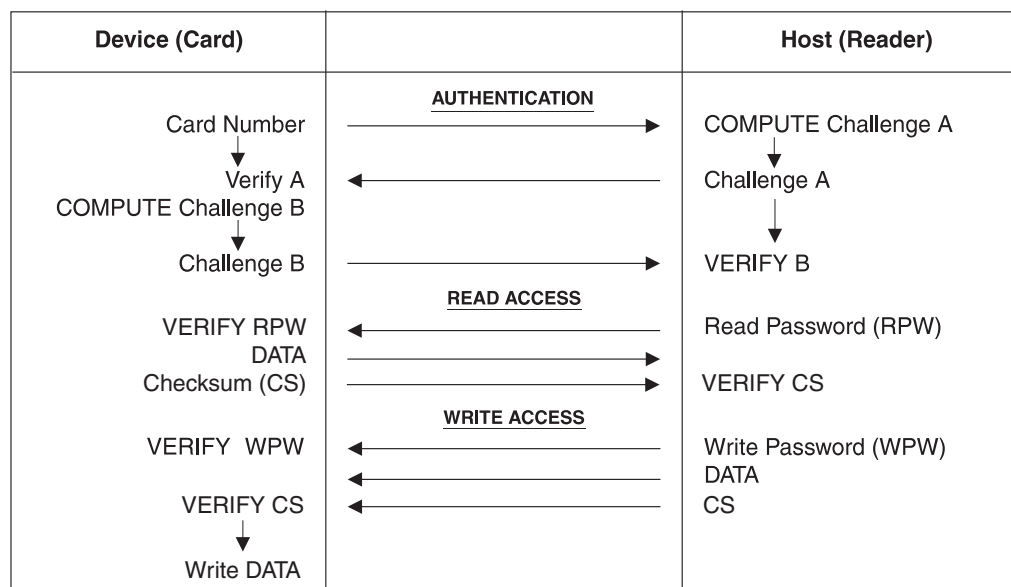 Device (Card)
Host (Reader)
AUTHENTICATION
Card Number
COMPUTE Challenge A
Verify A
Challenge A
COMPUTE Challenge B
Challenge B
VERIFY B
READ ACCESS
VERIFY RPW
Read Password (RPW)
DATA
Checksum (CS)
VERIFY CS
WRITE ACCESS
VERIFY WPW
Write Password (WPW)
DATA
VERIFY CS
CS
Write DATA